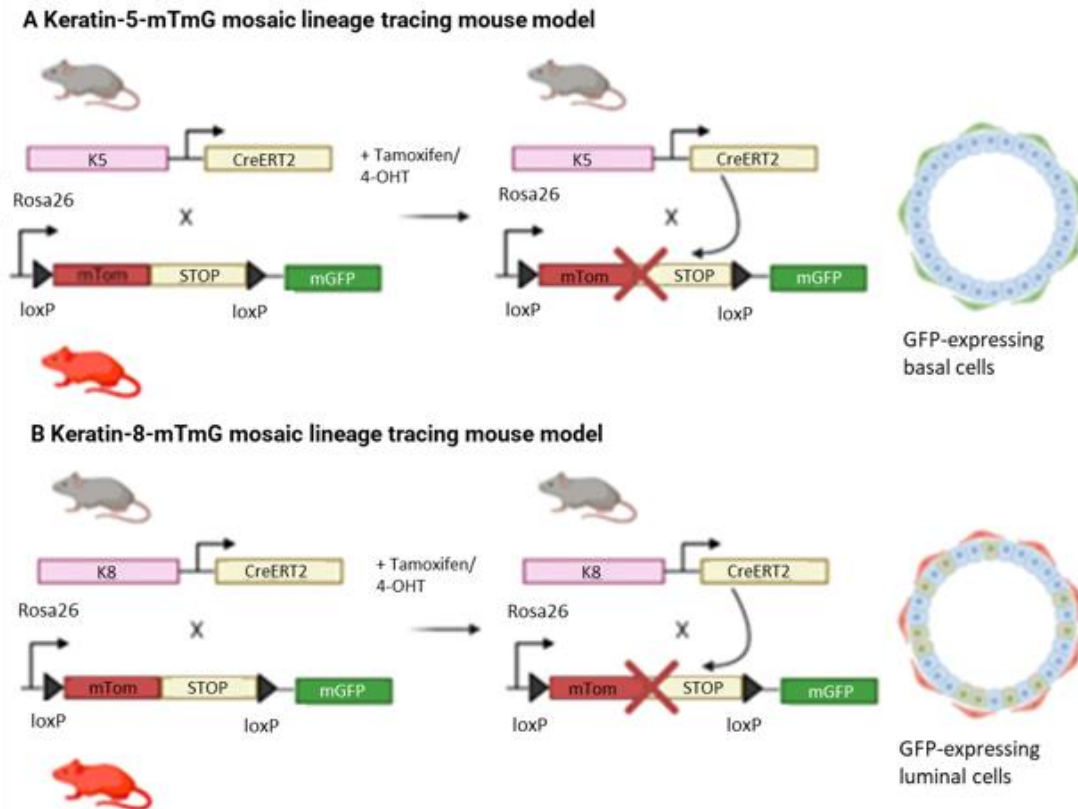 A Keratin-5-mTmG mosaic lineage tracing mouse model
K5
CreERT2
+ Tamoxifen/
4-OHT
K5
CreERT2
Rosa26
X
Rosa26
X
mTom
STOP
mGFP
mTom
STOP
mGFP
loxP
loxP
loxP
loxP
GFP-expressing
basal cells
B Keratin-8-mTmG mosaic lineage tracing mouse model
K8
CreERT2
+ Tamoxifen/
4-OHT
K8
CreERT2
Rosa26
X
Rosa26
X
mTom
STOP
mGFP
mTom
STOP
mGFP
loxP
loxP
loxP
loxP
GFP-expressing
luminal cells